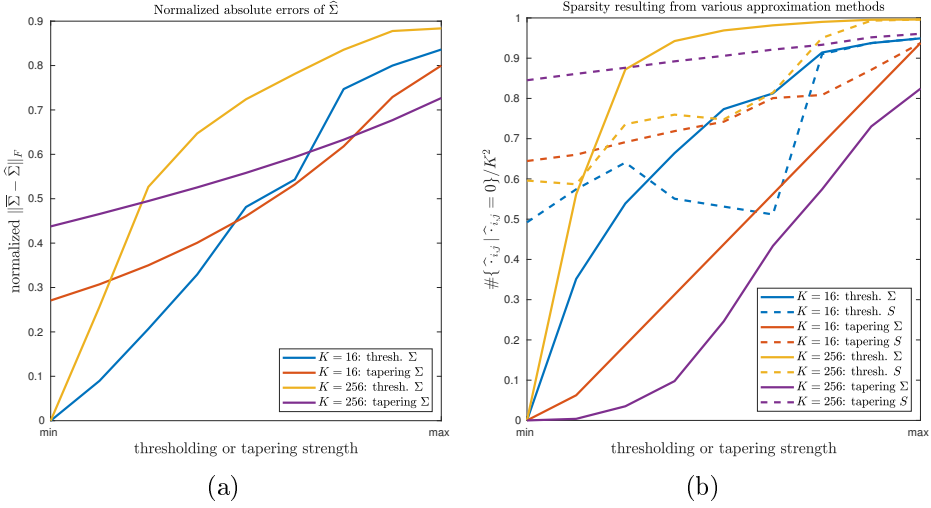 Normalized absolute errors of Σ̂
normalized ||Σ̅ − Σ̂||_F
0.9
0.8
0.7
0.6
0.5
0.4
0.3
0.2
0.1
0
min
max
thresholding or tapering strength
K = 16: thresh. Σ
K = 16: tapering Σ
K = 256: thresh. Σ
K = 256: tapering Σ
(a)
Sparsity resulting from various approximation methods
#{ ·̂_{i,j} | ·̂_{i,j} = 0}/K²
1
0.9
0.8
0.7
0.6
0.5
0.4
0.3
0.2
0.1
0
min
max
thresholding or tapering strength
K = 16: thresh. Σ
K = 16: thresh. S
K = 16: tapering Σ
K = 16: tapering S
K = 256: thresh. Σ
K = 256: thresh. S
K = 256: tapering Σ
K = 256: tapering S
(b)